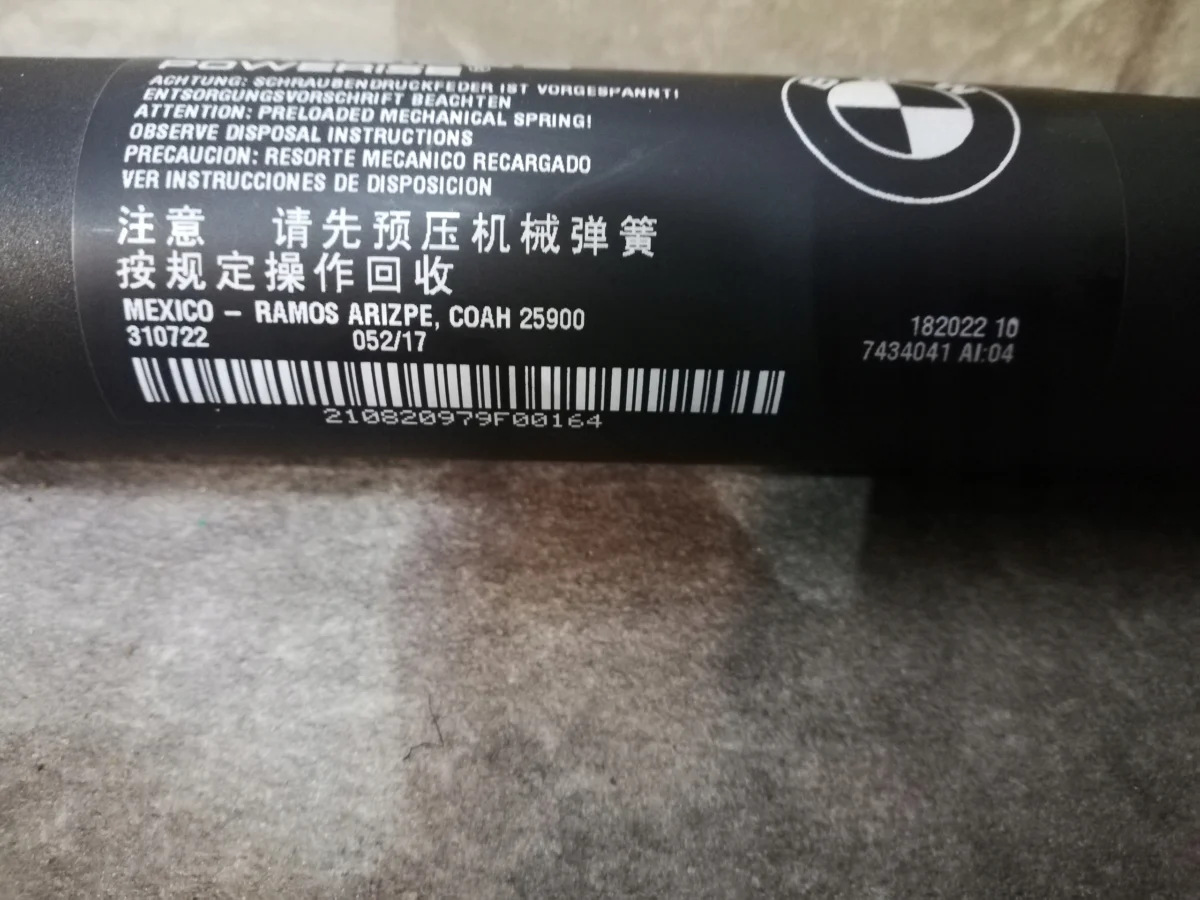 POWERISE®
ACHTUNG: SCHRAUBENDRUCKFEDER IST VORGESPANNT!
ENTSORGUNGSVORSCHRIFT BEACHTEN
ATTENTION: PRELOADED MECHANICAL SPRING!
OBSERVE DISPOSAL INSTRUCTIONS
PRECAUCION: RESORTE MECANICO RECARGADO
VER INSTRUCCIONES DE DISPOSICION
注意 请先预压机械弹簧
按规定操作回收
MEXICO - RAMOS ARIZPE, COAH 25900
310722 052/17
210820979F00164
182022 10
7434041 AI:04